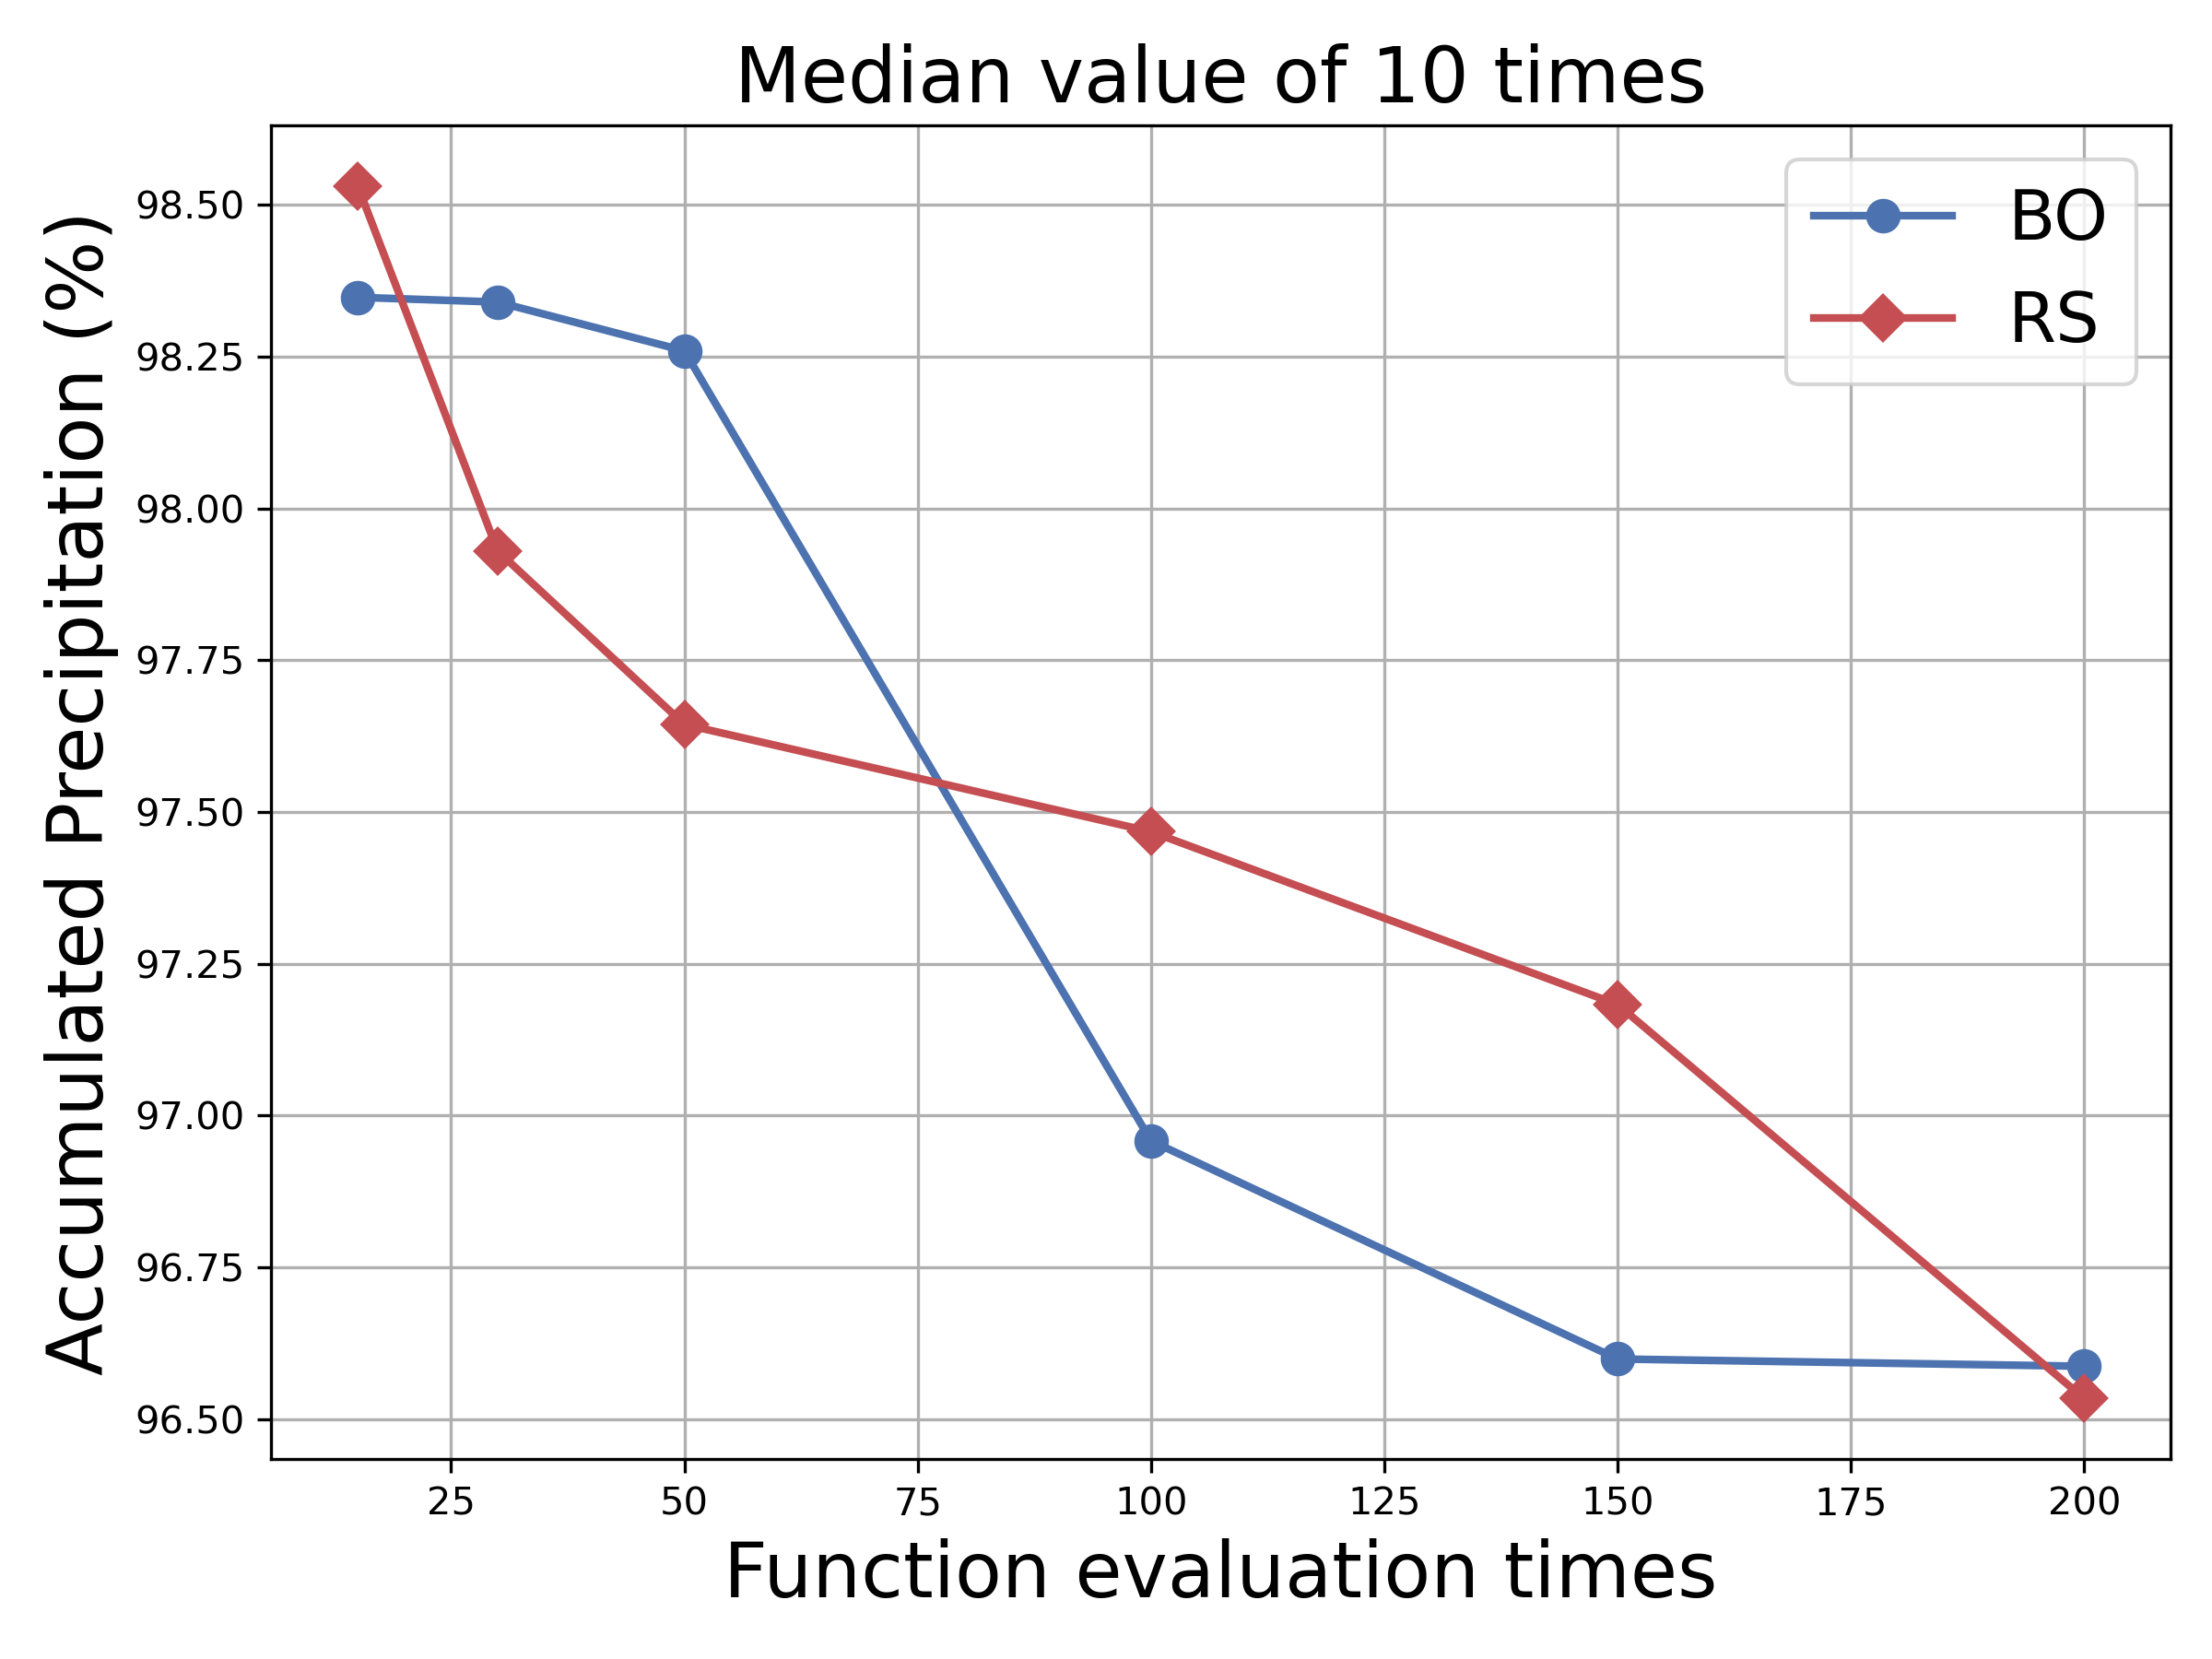 Median value of 10 times
BO
RS
Accumulated Precipitation (%)
98.50
98.25
98.00
97.75
97.50
97.25
97.00
96.75
96.50
25 50 75 100 125 150 175 200
Function evaluation times